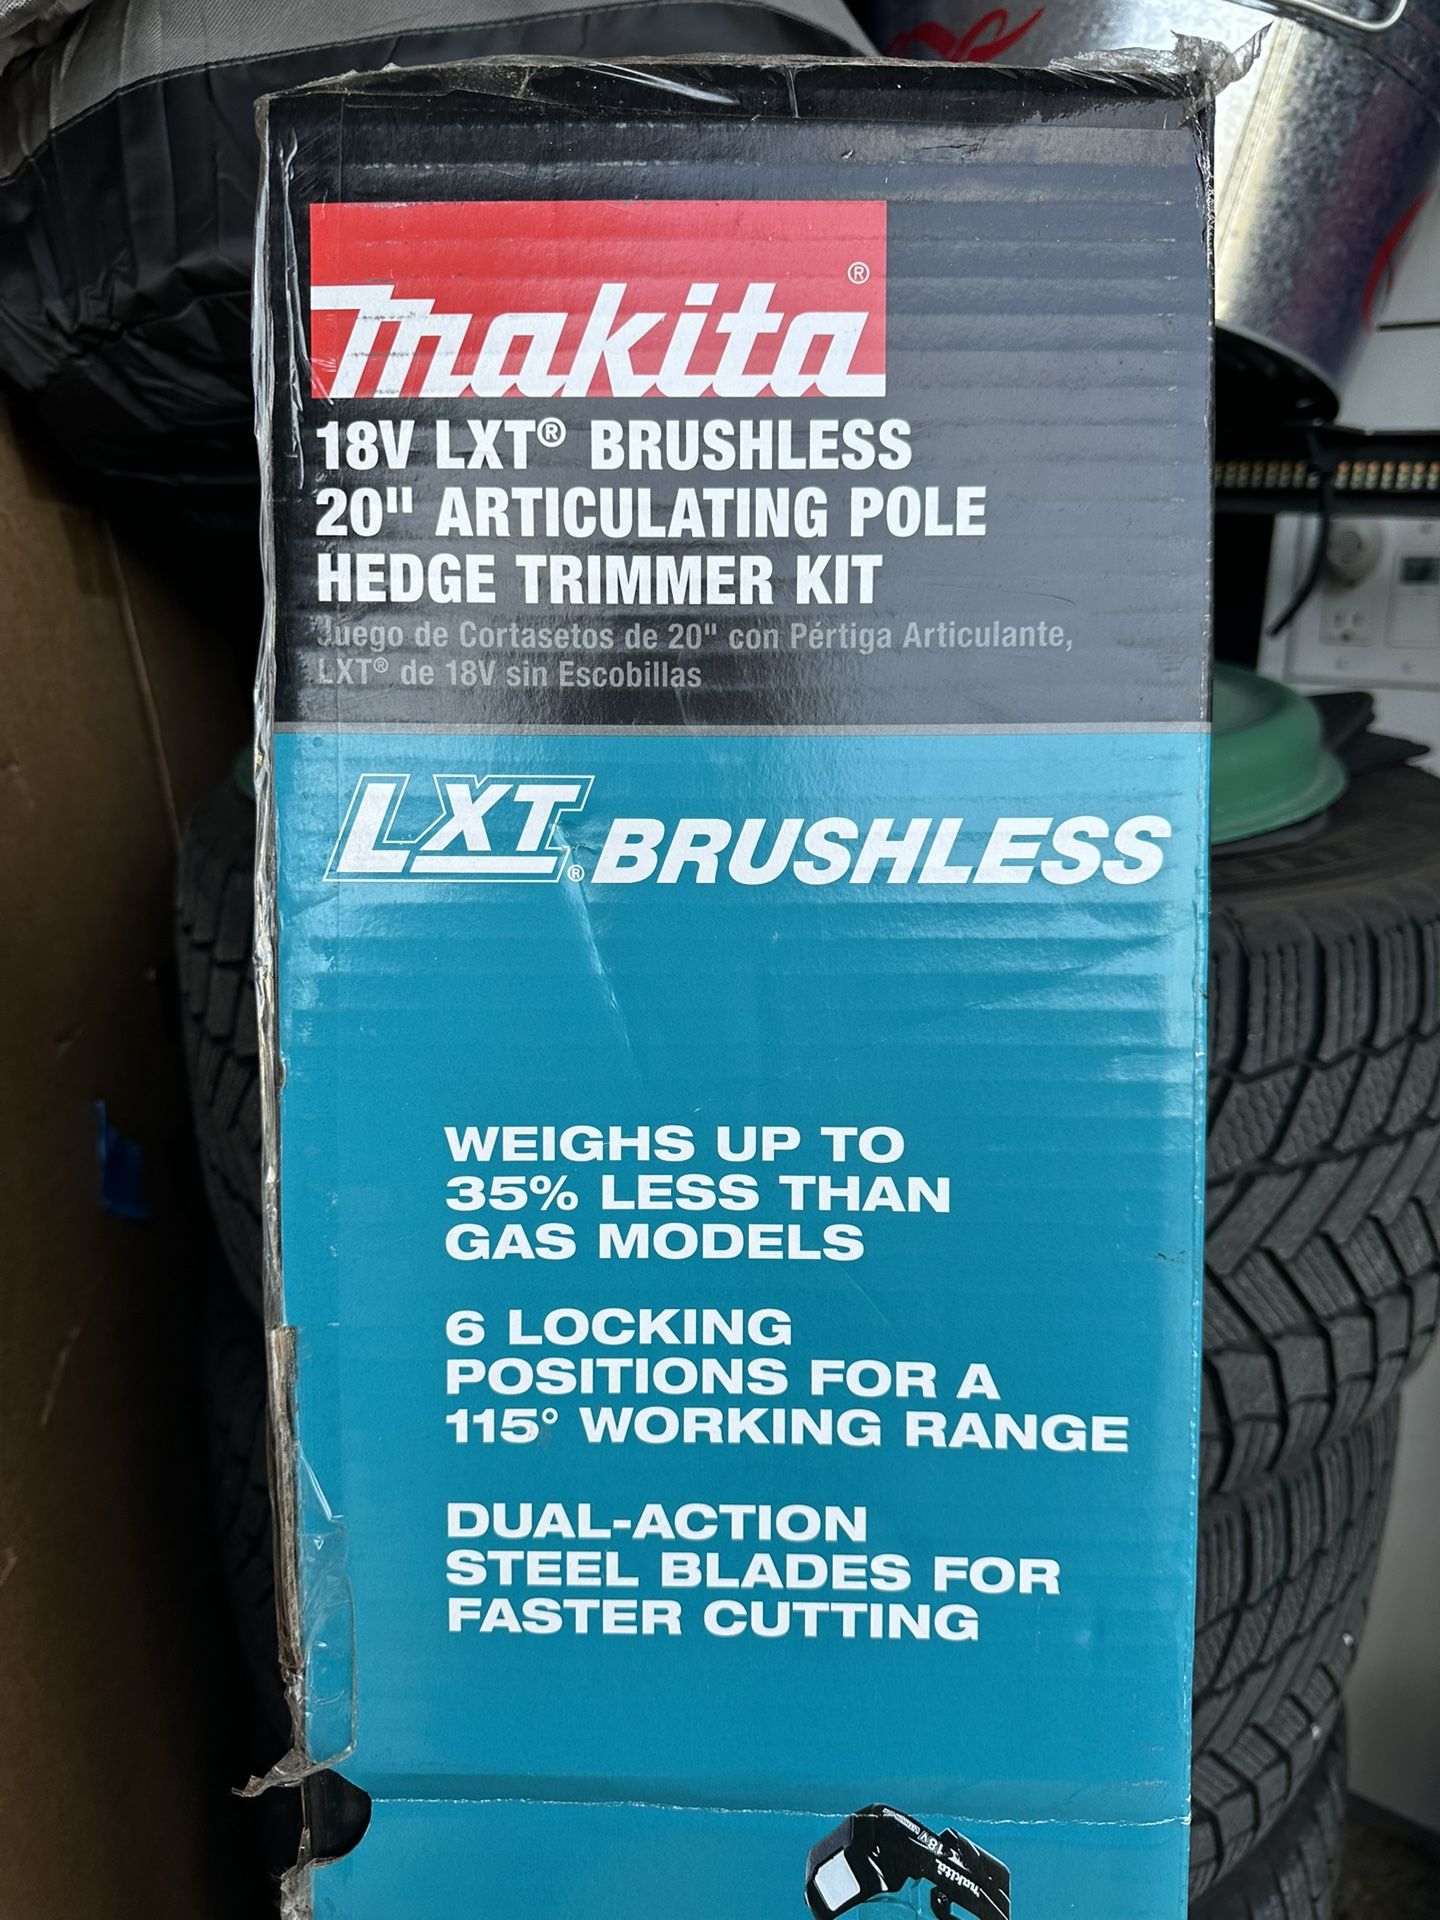 makita®
18V LXT® BRUSHLESS
20" ARTICULATING POLE
HEDGE TRIMMER KIT
Juego de Cortasetos de 20" con Pértiga Articulante,
LXT® de 18V sin Escobillas
LXT® BRUSHLESS
WEIGHS UP TO
35% LESS THAN
GAS MODELS
6 LOCKING
POSITIONS FOR A
115° WORKING RANGE
DUAL-ACTION
STEEL BLADES FOR
FASTER CUTTING
18V
makita